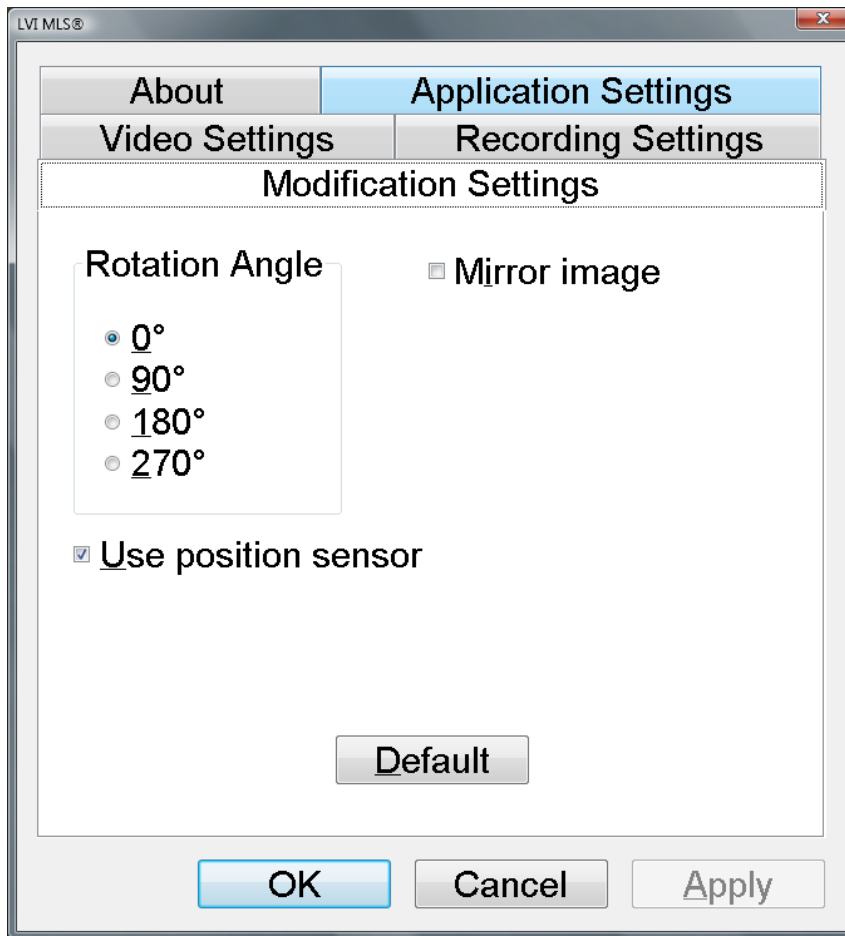 LVI MLS®
About Application Settings
Video Settings Recording Settings
Modification Settings
Rotation Angle
Mirror image
0°
90°
180°
270°
Use position sensor
Default
OK Cancel Apply